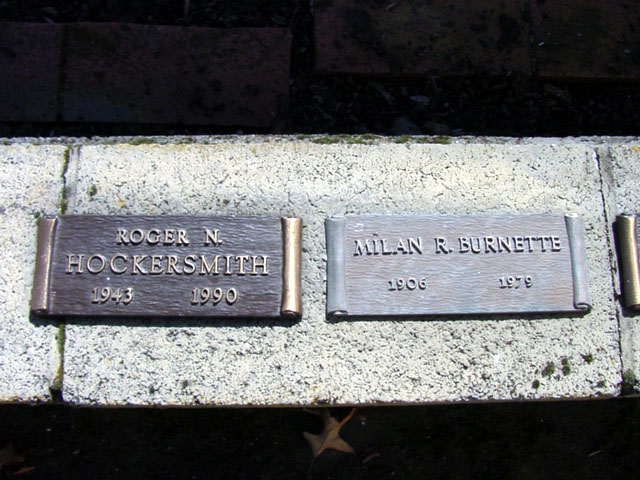 ROGER N.
HOCKERSMITH
1943 1990
MILAN R. BURNETTE
1906 1979